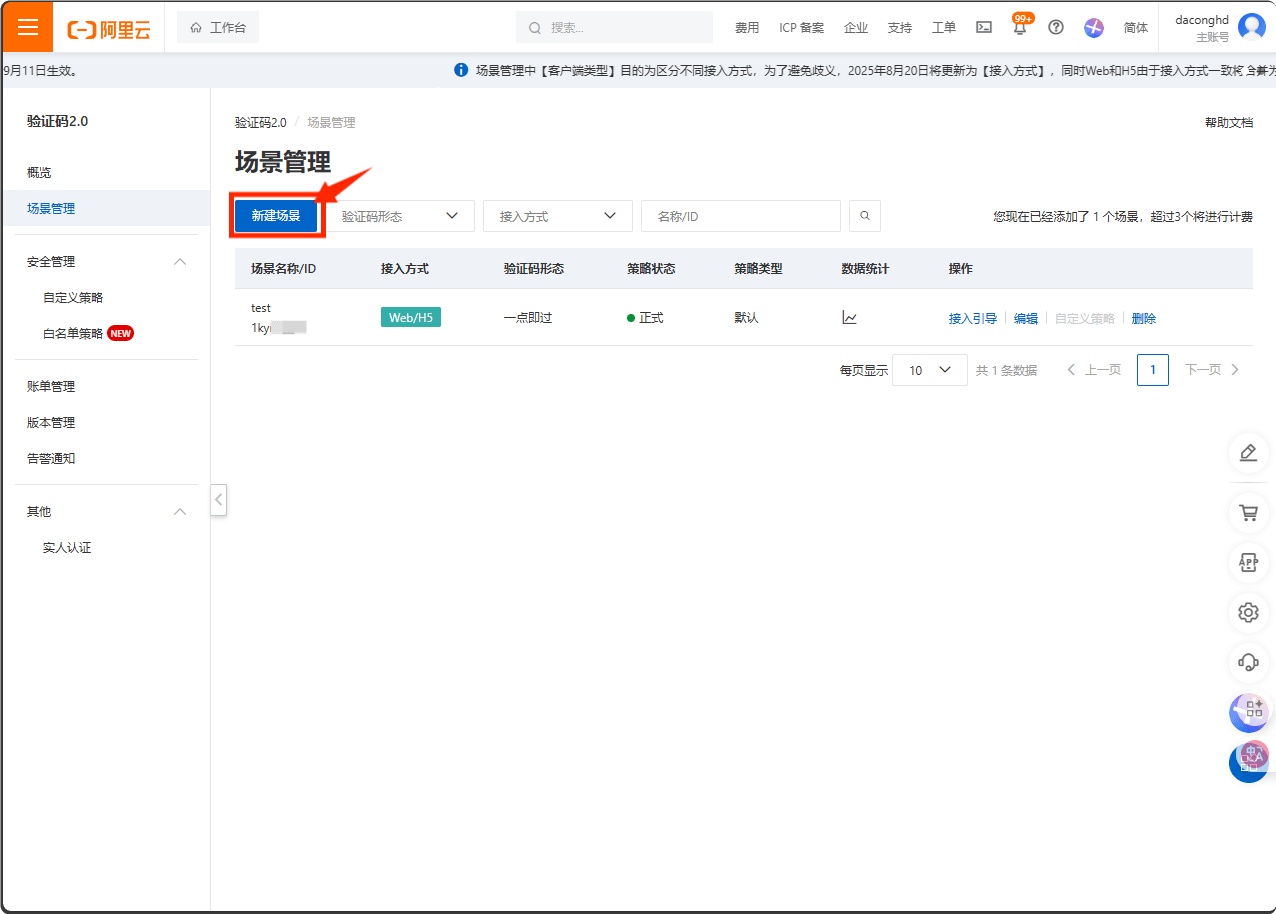 阿里云
工作台
搜索...
费用
ICP 备案
企业
支持
工单
99+
简体
daconghd
主账号
9月11日生效。
场景管理中【客户端类型】目的为区分不同接入方式，为了避免歧义，2025年8月20日将更新为【接入方式】，同时Web和H5由于接入方式一致将合并为
验证码2.0
概览
场景管理
安全管理
自定义策略
白名单策略 NEW
账单管理
版本管理
告警通知
其他
实人认证
验证码2.0 / 场景管理
帮助文档
场景管理
新建场景
验证码形态
接入方式
名称/ID
您现在已经添加了 1 个场景，超过3个将进行计费
场景名称/ID 接入方式 验证码形态 策略状态 策略类型 数据统计 操作
test
1ky
Web/H5
一点即过
正式
默认
接入引导 编辑 自定义策略 删除
每页显示 10 共 1 条数据 上一页 1 下一页
APP